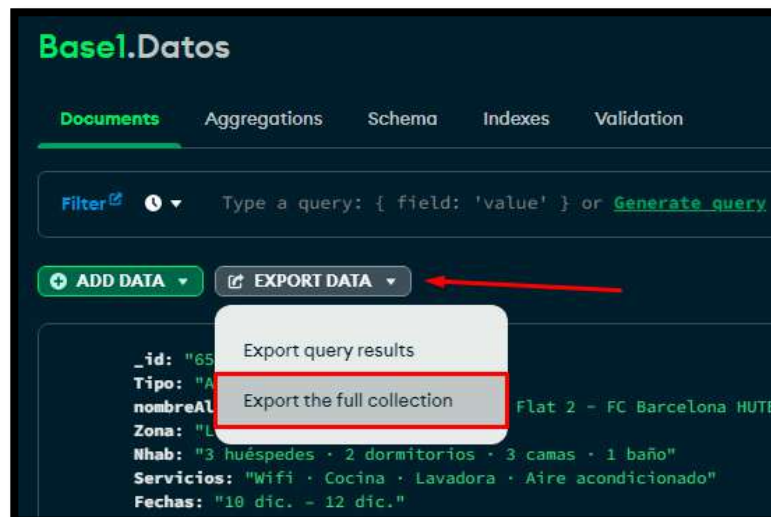 Base1.Datos
Documents Aggregations Schema Indexes Validation
Filter Type a query: { field: 'value' } or Generate query
ADD DATA EXPORT DATA
Export query results
Export the full collection
_id: "65
Tipo: "A
nombreAl Flat 2 - FC Barcelona HUTB
Zona: "L
Nhab: "3 huéspedes · 2 dormitorios · 3 camas · 1 baño"
Servicios: "Wifi · Cocina · Lavadora · Aire acondicionado"
Fechas: "10 dic. – 12 dic."